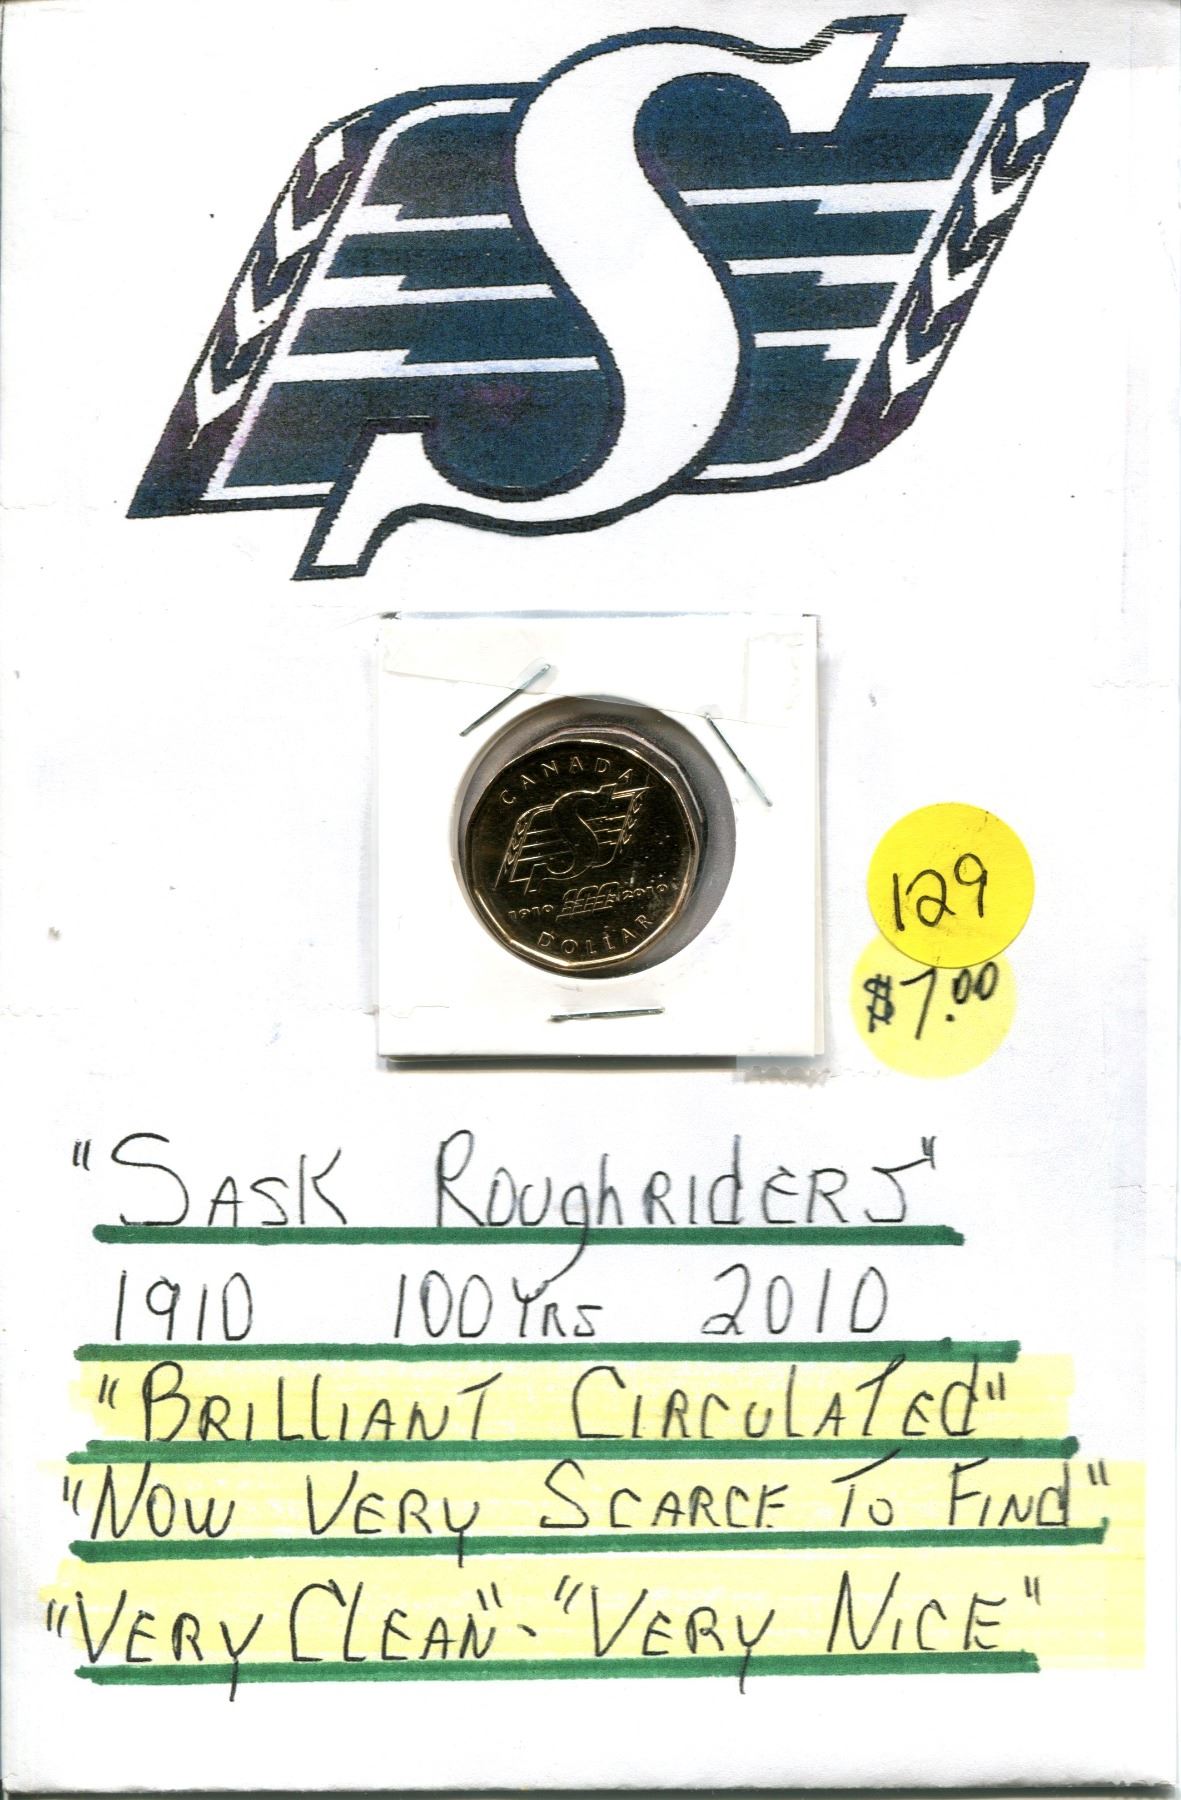 S
CANADA
S
1910 2010
DOLLAR
129
$7.00
"SASK ROUGHRIDERS"
1910 100 YRS 2010
"BRILLIANT CIRCULATED"
"NOW VERY SCARCE TO FIND"
"VERY CLEAN" - "VERY NICE"